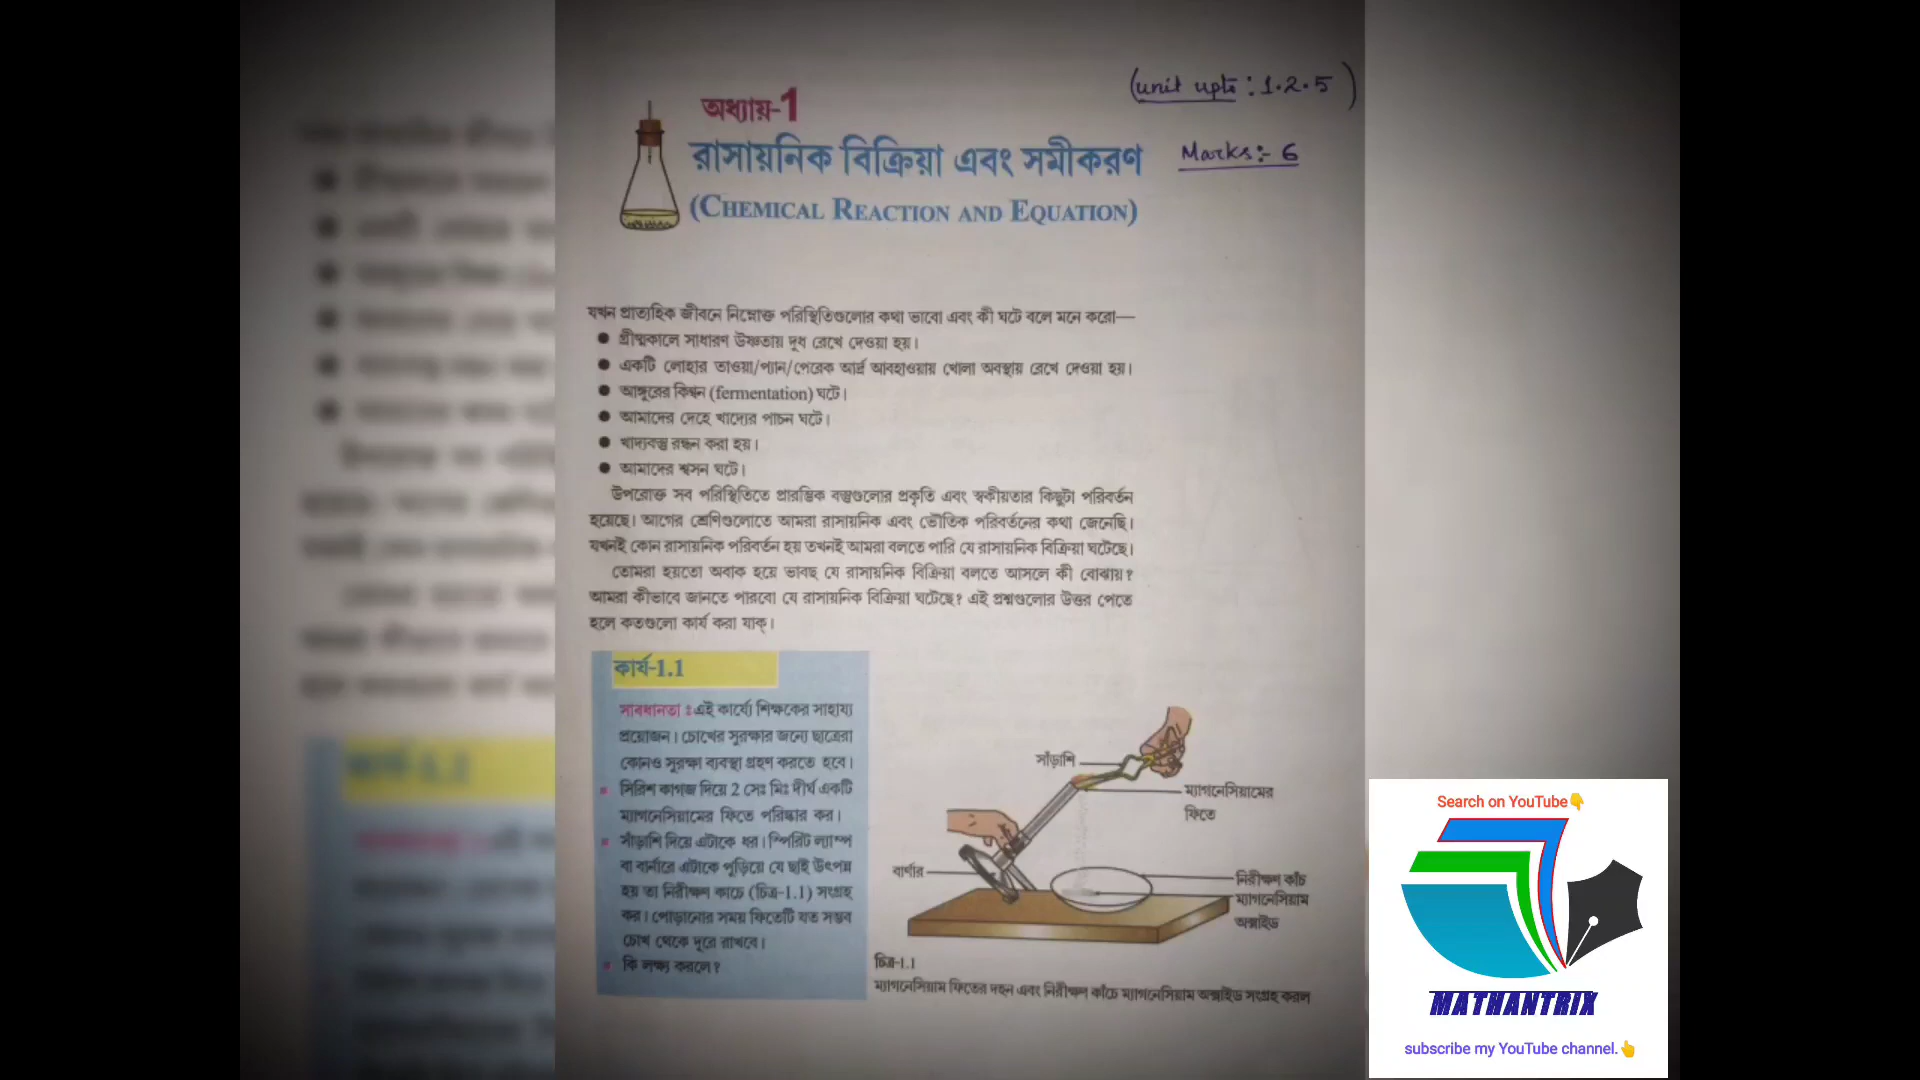 (unit upto : 1.2.5 )
অধ্যায়-1
রাসায়নিক বিক্রিয়া এবং সমীকরণ
Marks:- 6
(CHEMICAL REACTION AND EQUATION)
যখন প্রাত্যহিক জীবনে নিম্নোক্ত পরিস্থিতিগুলোর কথা ভাবো এবং কী ঘটে বলে মনে করো—
● গ্রীষ্মকালে সাধারণ উষ্ণতায় দুধ রেখে দেওয়া হয়।
● একটি লোহার তাওয়া/প্যান/পেরেক আর্দ্র আবহাওয়ায় খোলা অবস্থায় রেখে দেওয়া হয়।
● আঙ্গুরের কিণ্বন (fermentation) ঘটে।
● আমাদের দেহে খাদ্যের পাচন ঘটে।
● খাদ্যবস্তু রন্ধন করা হয়।
● আমাদের শ্বসন ঘটে।
উপরোক্ত সব পরিস্থিতিতে প্রারম্ভিক বস্তুগুলোর প্রকৃতি এবং স্বকীয়তার কিছুটা পরিবর্তন
হয়েছে। আগের শ্রেণিগুলোতে আমরা রাসায়নিক এবং ভৌতিক পরিবর্তনের কথা জেনেছি।
যখনই কোন রাসায়নিক পরিবর্তন হয় তখনই আমরা বলতে পারি যে রাসায়নিক বিক্রিয়া ঘটেছে।
তোমরা হয়তো অবাক হয়ে ভাবছ যে রাসায়নিক বিক্রিয়া বলতে আসলে কী বোঝায়?
আমরা কীভাবে জানতে পারবো যে রাসায়নিক বিক্রিয়া ঘটেছে? এই প্রশ্নগুলোর উত্তর পেতে
হলে কতগুলো কার্য করা যাক্।
কার্য-1.1
সাবধানতা : এই কার্য্যে শিক্ষকের সাহায্য
প্রয়োজন। চোখের সুরক্ষার জন্যে ছাত্রেরা
কোনও সুরক্ষা ব্যবস্থা গ্রহণ করতে হবে।
সিরিশ কাগজ দিয়ে 2 সেঃ মিঃ দীর্ঘ একটি
ম্যাগনেসিয়ামের ফিতে পরিষ্কার কর।
সাঁড়াশি দিয়ে এটাকে ধর। স্পিরিট ল্যাম্প
বা বার্নারে এটাকে পুড়িয়ে যে ছাই উৎপন্ন
হয় তা নিরীক্ষণ কাচে (চিত্র-1.1) সংগ্রহ
কর। পোড়ানোর সময় ফিতেটি যত সম্ভব
চোখ থেকে দূরে রাখবে।
কি লক্ষ্য করলে?
সাঁড়াশি
ম্যাগনেসিয়ামের
ফিতে
বার্ণার
নিরীক্ষণ কাঁচ
ম্যাগনেসিয়াম
অক্সাইড
চিত্র-1.1
ম্যাগনেসিয়াম ফিতের দহন এবং নিরীক্ষণ কাঁচে ম্যাগনেসিয়াম অক্সাইড সংগ্রহ করল
Search on YouTube👇
MATHANTRIX
subscribe my YouTube channel.👆